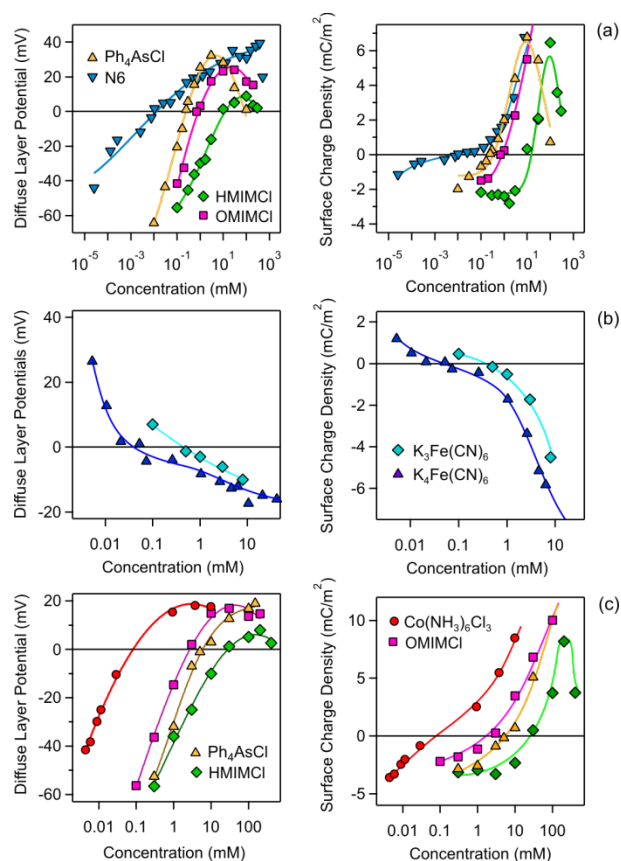 (a)
Diffuse Layer Potential (mV)
40
20
0
-20
-40
-60
Ph₄AsCl
N6
HMIMCl
OMIMCl
10⁻⁵ 10⁻³ 10⁻¹ 10¹ 10³
Concentration (mM)
Surface Charge Density (mC/m²)
6
4
2
0
-2
-4
10⁻⁵ 10⁻³ 10⁻¹ 10¹ 10³
Concentration (mM)
(b)
Diffuse Layer Potentials (mV)
40
20
0
-20
0.01 0.1 1 10
Concentration (mM)
Surface Charge Density (mC/m²)
2
0
-2
-4
-6
K₃Fe(CN)₆
K₄Fe(CN)₆
0.01 0.1 1 10
Concentration (mM)
(c)
Diffuse Layer Potential (mV)
20
0
20
-40
-60
Ph₄AsCl
HMIMCl
0.01 0.1 1 10 100
Concentration (mM)
Surface Charge Density (mC/m²)
10
5
0
-5
Co(NH₃)₆Cl₃
OMIMCl
0.01 0.1 1 10 100
Concentration (mM)